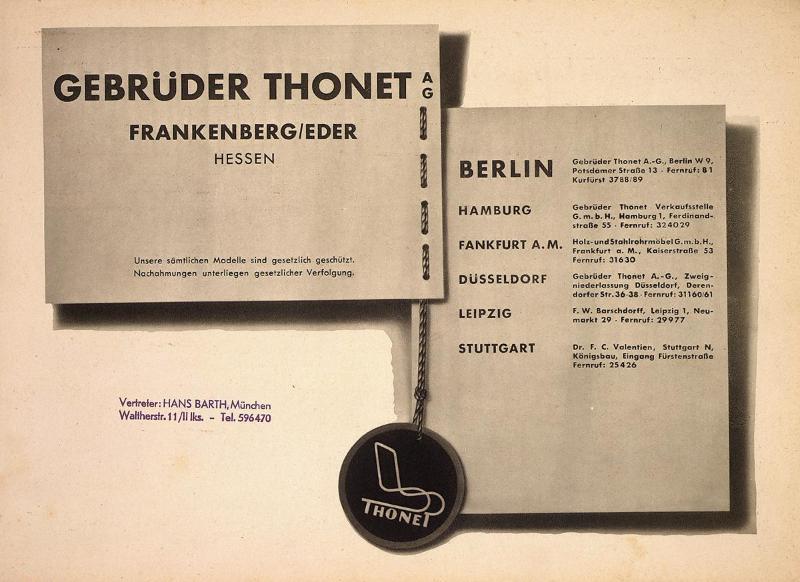 GEBRÜDER THONET AG
FRANKENBERG/EDER
HESSEN
Unsere sämtlichen Modelle sind gesetzlich geschützt.
Nachahmungen unterliegen gesetzlicher Verfolgung.
BERLIN
Gebrüder Thonet A.-G., Berlin W 9,
Potsdamer Straße 13 · Fernruf: B 1
Kurfürst 3788/89
HAMBURG
Gebrüder Thonet Verkaufsstelle
G. m. b. H., Hamburg 1, Ferdinand-
straße 55 · Fernruf: 324029
FANKFURT A. M.
Holz- und Stahlrohrmöbel G. m. b. H.,
Frankfurt a. M., Kaiserstraße 53
Fernruf: 31630
DÜSSELDORF
Gebrüder Thonet A.-G., Zweig-
niederlassung Düsseldorf, Deren-
dorfer Str. 36-38 · Fernruf: 31160/61
LEIPZIG
F. W. Barschdorff, Leipzig 1, Neu-
markt 29 · Fernruf: 29977
STUTTGART
Dr. F. C. Valentien, Stuttgart N,
Königsbau, Eingang Fürstenstraße
Fernruf: 25426
Vertreter: HANS BARTH, München
Waltherstr. 11/II lks. – Tel. 596470
THONET